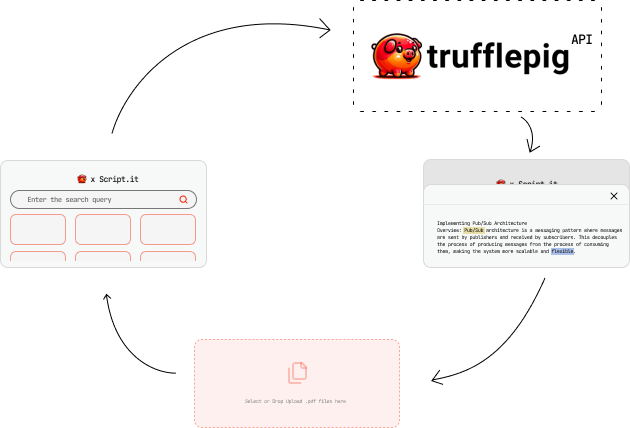 trufflepig API
x Script.it
Enter the search query
x Script.it
Implementing Pub/Sub Architecture
Overview: Pub/Sub architecture is a messaging pattern where messages
are sent by publishers and received by subscribers. This decouples
the process of producing messages from the process of consuming
them, making the system more scalable and flexible.
Select or Drop Upload .pdf files here